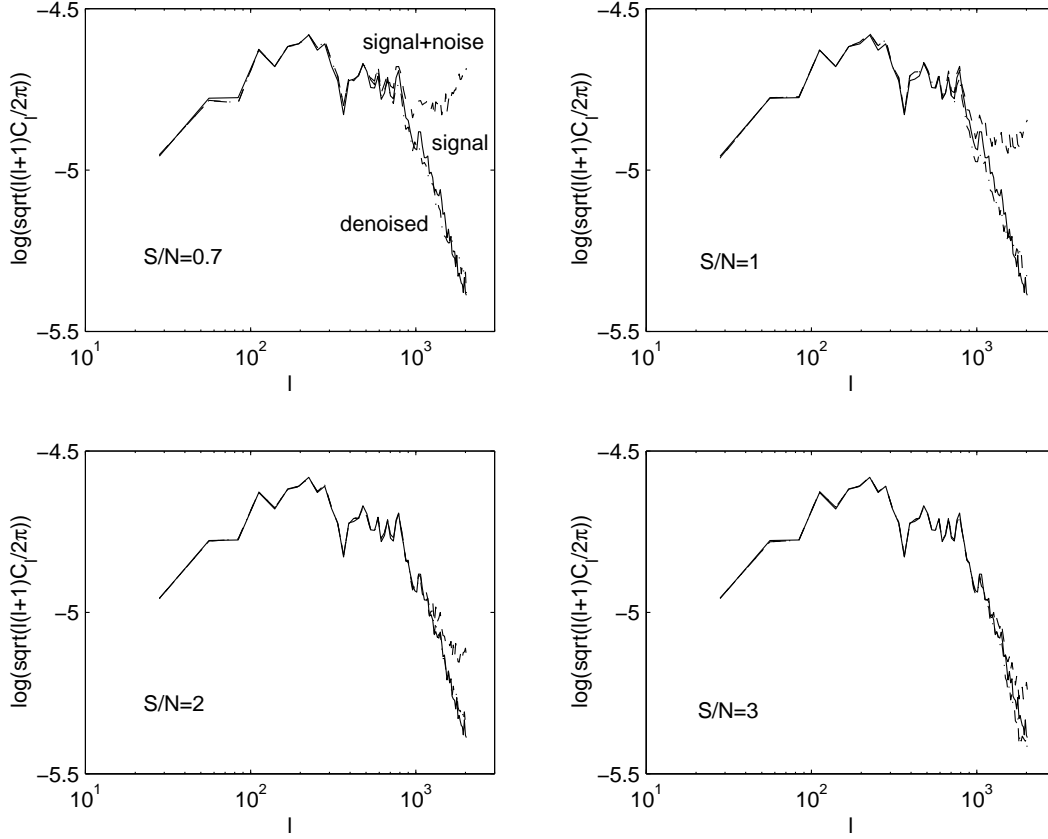 −4.5
−5
−5.5
log(sqrt(l(l+1)C_l/2π))
signal+noise
signal
denoised
S/N=0.7
10^1
10^2
10^3
l
−4.5
−5
−5.5
log(sqrt(l(l+1)C_l/2π))
S/N=1
10^1
10^2
10^3
l
−4.5
−5
−5.5
log(sqrt(l(l+1)C_l/2π))
S/N=2
10^1
10^2
10^3
l
−4.5
−5
−5.5
log(sqrt(l(l+1)C_l/2π))
S/N=3
10^1
10^2
10^3
l